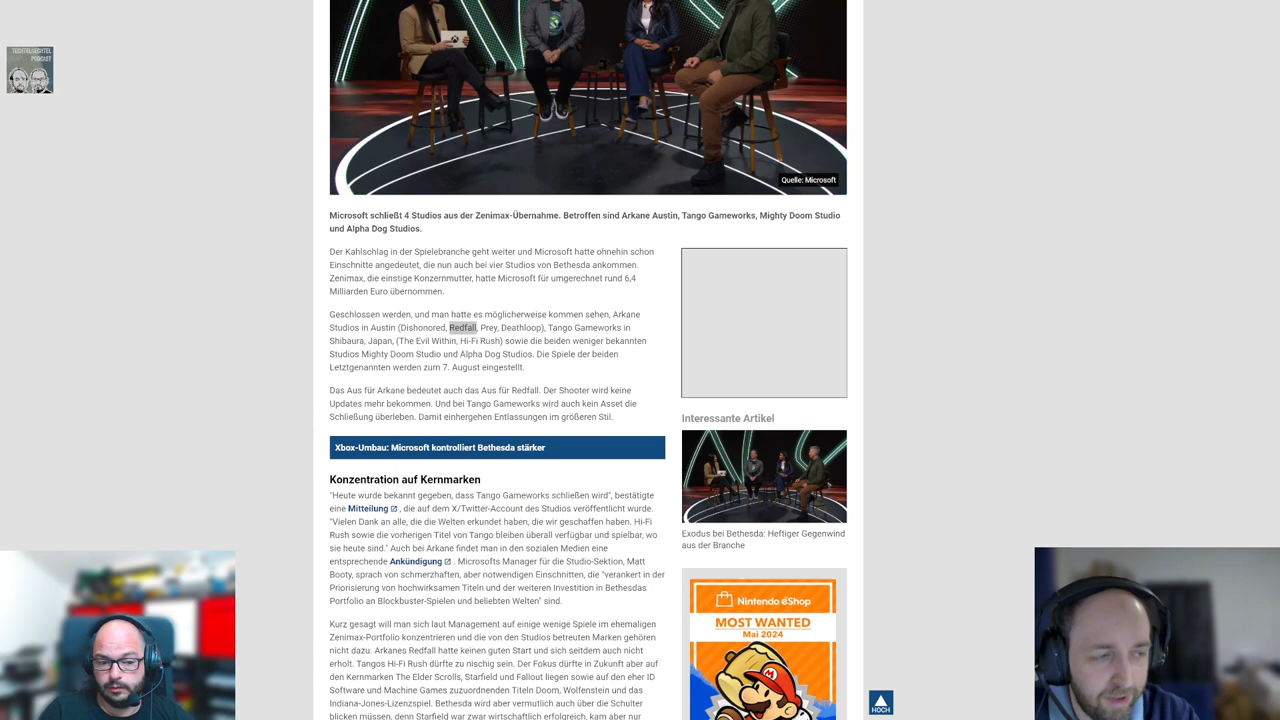 TECHTELMECHTEL
PODCAST
Quelle: Microsoft
Microsoft schließt 4 Studios aus der Zenimax-Übernahme. Betroffen sind Arkane Austin, Tango Gameworks, Mighty Doom Studio
und Alpha Dog Studios.
Der Kahlschlag in der Spielebranche geht weiter und Microsoft hatte ohnehin schon
Einschnitte angedeutet, die nun auch bei vier Studios von Bethesda ankommen.
Zenimax, die einstige Konzernmutter, hatte Microsoft für umgerechnet rund 6,4
Milliarden Euro übernommen.
Geschlossen werden, und man hatte es möglicherweise kommen sehen, Arkane
Studios in Austin (Dishonored, Redfall, Prey, Deathloop), Tango Gameworks in
Shibaura, Japan, (The Evil Within, Hi-Fi Rush) sowie die beiden weniger bekannten
Studios Mighty Doom Studio und Alpha Dog Studios. Die Spiele der beiden
Letztgenannten werden zum 7. August eingestellt.
Das Aus für Arkane bedeutet auch das Aus für Redfall. Der Shooter wird keine
Updates mehr bekommen. Und bei Tango Gameworks wird auch kein Asset die
Schließung überleben. Damit einhergehen Entlassungen im größeren Stil.
Xbox-Umbau: Microsoft kontrolliert Bethesda stärker
Konzentration auf Kernmarken
"Heute wurde bekannt gegeben, dass Tango Gameworks schließen wird", bestätigte
eine Mitteilung , die auf dem X/Twitter-Account des Studios veröffentlicht wurde.
"Vielen Dank an alle, die die Welten erkundet haben, die wir geschaffen haben. Hi-Fi
Rush sowie die vorherigen Titel von Tango bleiben überall verfügbar und spielbar, wo
sie heute sind." Auch bei Arkane findet man in den sozialen Medien eine
entsprechende Ankündigung . Microsofts Manager für die Studio-Sektion, Matt
Booty, sprach von schmerzhaften, aber notwendigen Einschnitten, die "verankert in der
Priorisierung von hochwirksamen Titeln und der weiteren Investition in Bethesdas
Portfolio an Blockbuster-Spielen und beliebten Welten" sind.
Kurz gesagt will man sich laut Management auf einige wenige Spiele im ehemaligen
Zenimax-Portfolio konzentrieren und die von den Studios betreuten Marken gehören
nicht dazu. Arkanes Redfall hatte keinen guten Start und sich seitdem auch nicht
erholt. Tangos Hi-Fi Rush dürfte zu nischig sein. Der Fokus dürfte in Zukunft aber auf
den Kernmarken The Elder Scrolls, Starfield und Fallout liegen sowie auf den eher ID
Software und Machine Games zuzuordnenden Titeln Doom, Wolfenstein und das
Indiana-Jones-Lizenzspiel. Bethesda wird aber vermutlich auch über die Schulter
blicken müssen, denn Starfield war zwar wirtschaftlich erfolgreich, kam aber nur
Interessante Artikel
Exodus bei Bethesda: Heftiger Gegenwind
aus der Branche
Nintendo eShop
MOST WANTED
Mai 2024
HOCH